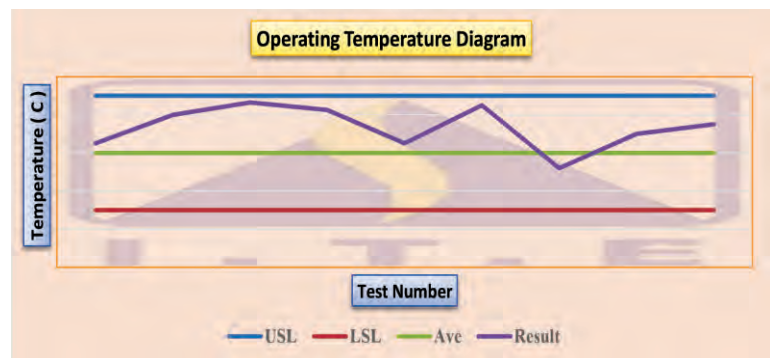 Operating Temperature Diagram
Temperature ( C )
Test Number
USL
LSL
Ave
Result